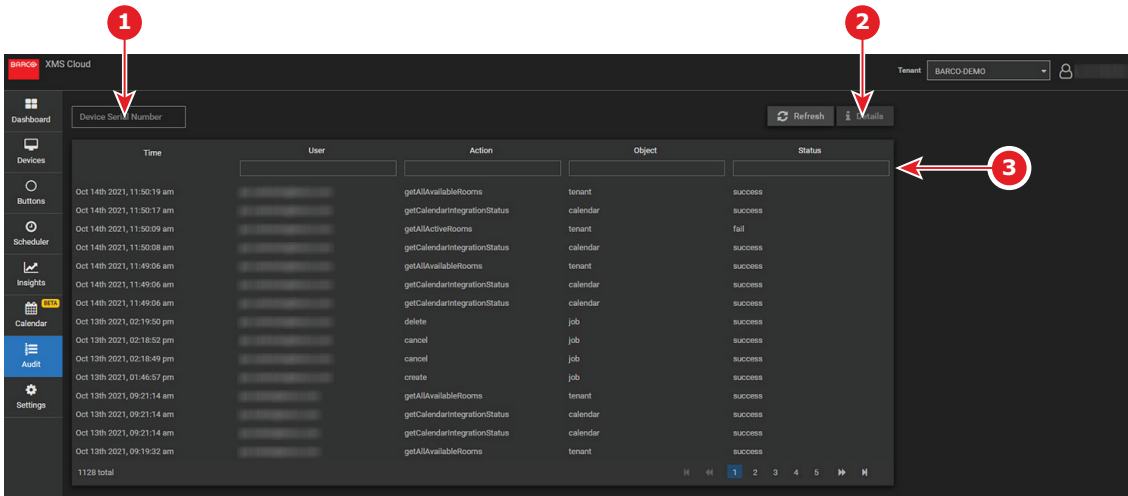 1
2
BARCO XMS Cloud
Tenant BARCO-DEMO
Dashboard
Device Serial Number
Refresh Details
Devices
Time User Action Object Status
3
Buttons
Oct 14th 2021, 11:50:19 am getAllAvailableRooms tenant success
Oct 14th 2021, 11:50:17 am getCalendarIntegrationStatus calendar success
Oct 14th 2021, 11:50:09 am getAllActiveRooms tenant fail
Scheduler
Oct 14th 2021, 11:50:08 am getCalendarIntegrationStatus calendar success
Oct 14th 2021, 11:49:06 am getAllAvailableRooms tenant success
Insights
Oct 14th 2021, 11:49:06 am getCalendarIntegrationStatus calendar success
Oct 14th 2021, 11:49:06 am getCalendarIntegrationStatus calendar success
BETA
Calendar
Oct 13th 2021, 02:19:50 pm delete job success
Oct 13th 2021, 02:18:52 pm cancel job success
Oct 13th 2021, 02:18:49 pm cancel job success
Audit
Oct 13th 2021, 01:46:57 pm create job success
Oct 13th 2021, 09:21:14 am getAllAvailableRooms tenant success
Settings
Oct 13th 2021, 09:21:14 am getCalendarIntegrationStatus calendar success
Oct 13th 2021, 09:21:14 am getCalendarIntegrationStatus calendar success
Oct 13th 2021, 09:19:32 am getAllAvailableRooms tenant success
1128 total 1 2 3 4 5